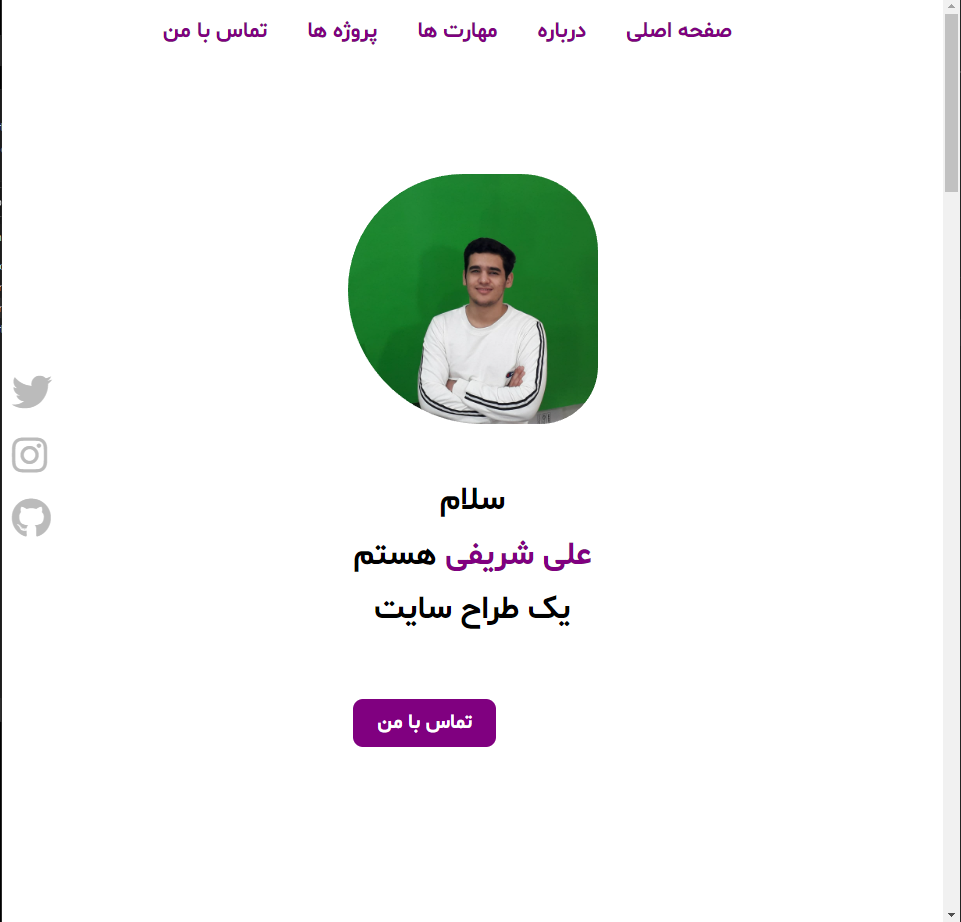 صفحه اصلی درباره مهارت ها پروژه ها تماس با من
سلام
علی شریفی هستم
یک طراح سایت
تماس با من